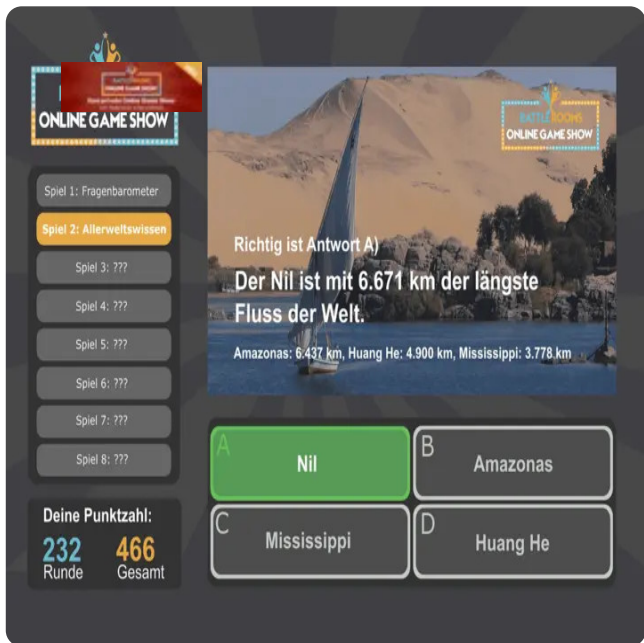 ONLINE GAME SHOW
Spiel 1: Fragenbarometer
Spiel 2: Allerweltswissen
Spiel 3: ???
Spiel 4: ???
Spiel 5: ???
Spiel 6: ???
Spiel 7: ???
Spiel 8: ???
Deine Punktzahl:
232 466
Runde Gesamt
BATTLEROOMS
ONLINE GAME SHOW
Richtig ist Antwort A)
Der Nil ist mit 6.671 km der längste
Fluss der Welt.
Amazonas: 6.437 km, Huang He: 4.900 km, Mississippi: 3.778 km
A Nil
B Amazonas
C Mississippi
D Huang He